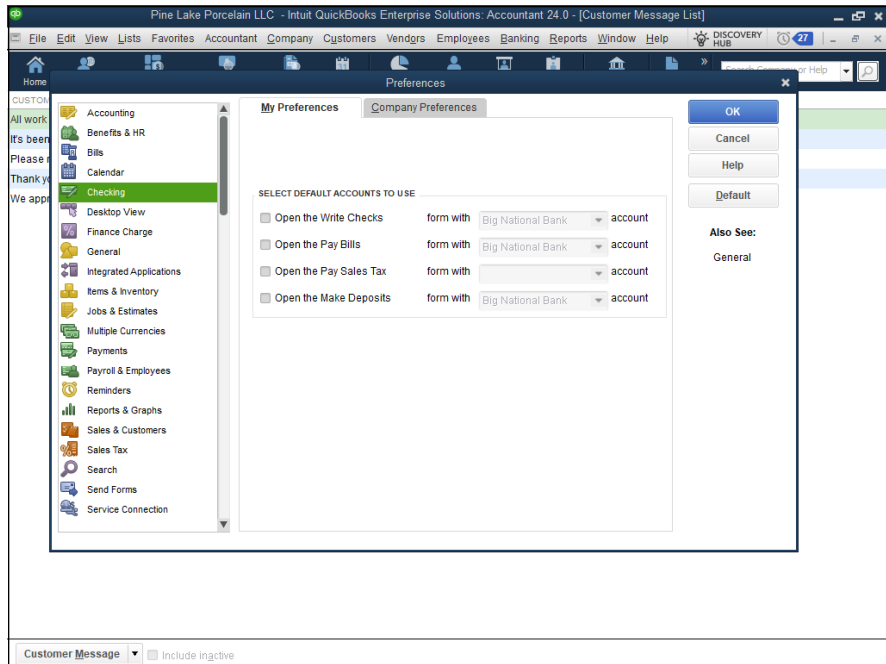 qb Pine Lake Porcelain LLC - Intuit QuickBooks Enterprise Solutions: Accountant 24.0 - [Customer Message List]
File Edit View Lists Favorites Accountant Company Customers Vendors Employees Banking Reports Window Help DISCOVERY HUB 27
Home
Preferences
CUSTOM
All work
It's been
Please r
Thank yo
We appr
Accounting
Benefits & HR
Bills
Calendar
Checking
Desktop View
Finance Charge
General
Integrated Applications
Items & Inventory
Jobs & Estimates
Multiple Currencies
Payments
Payroll & Employees
Reminders
Reports & Graphs
Sales & Customers
Sales Tax
Search
Send Forms
Service Connection
My Preferences Company Preferences
SELECT DEFAULT ACCOUNTS TO USE
Open the Write Checks form with Big National Bank account
Open the Pay Bills form with Big National Bank account
Open the Pay Sales Tax form with account
Open the Make Deposits form with Big National Bank account
OK
Cancel
Help
Default
Also See:
General
Customer Message Include inactive